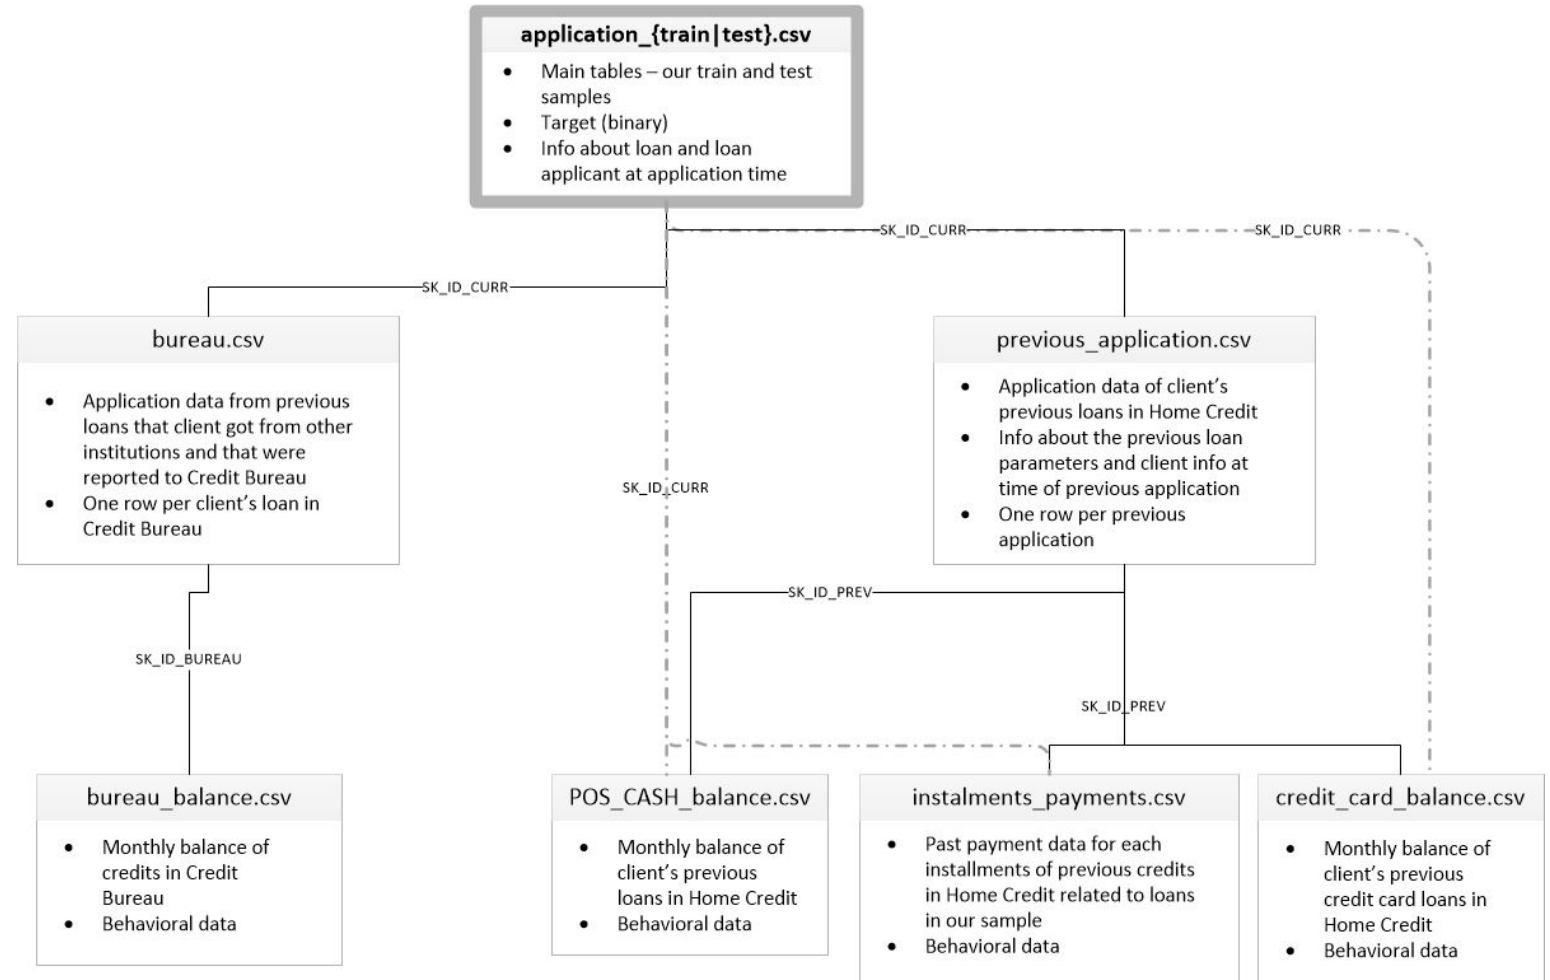 application_{train|test}.csv
• Main tables – our train and test
samples
• Target (binary)
• Info about loan and loan
applicant at application time
SK_ID_CURR
SK_ID_CURR
SK_ID_CURR
bureau.csv
• Application data from previous
loans that client got from other
institutions and that were
reported to Credit Bureau
• One row per client's loan in
Credit Bureau
previous_application.csv
• Application data of client's
previous loans in Home Credit
• Info about the previous loan
parameters and client info at
time of previous application
• One row per previous
application
SK_ID_CURR
SK_ID_PREV
SK_ID_BUREAU
SK_ID_PREV
bureau_balance.csv
• Monthly balance of
credits in Credit
Bureau
• Behavioral data
POS_CASH_balance.csv
• Monthly balance of
client's previous
loans in Home Credit
• Behavioral data
instalments_payments.csv
• Past payment data for each
installments of previous credits
in Home Credit related to loans
in our sample
• Behavioral data
credit_card_balance.csv
• Monthly balance of
client's previous
credit card loans in
Home Credit
• Behavioral data